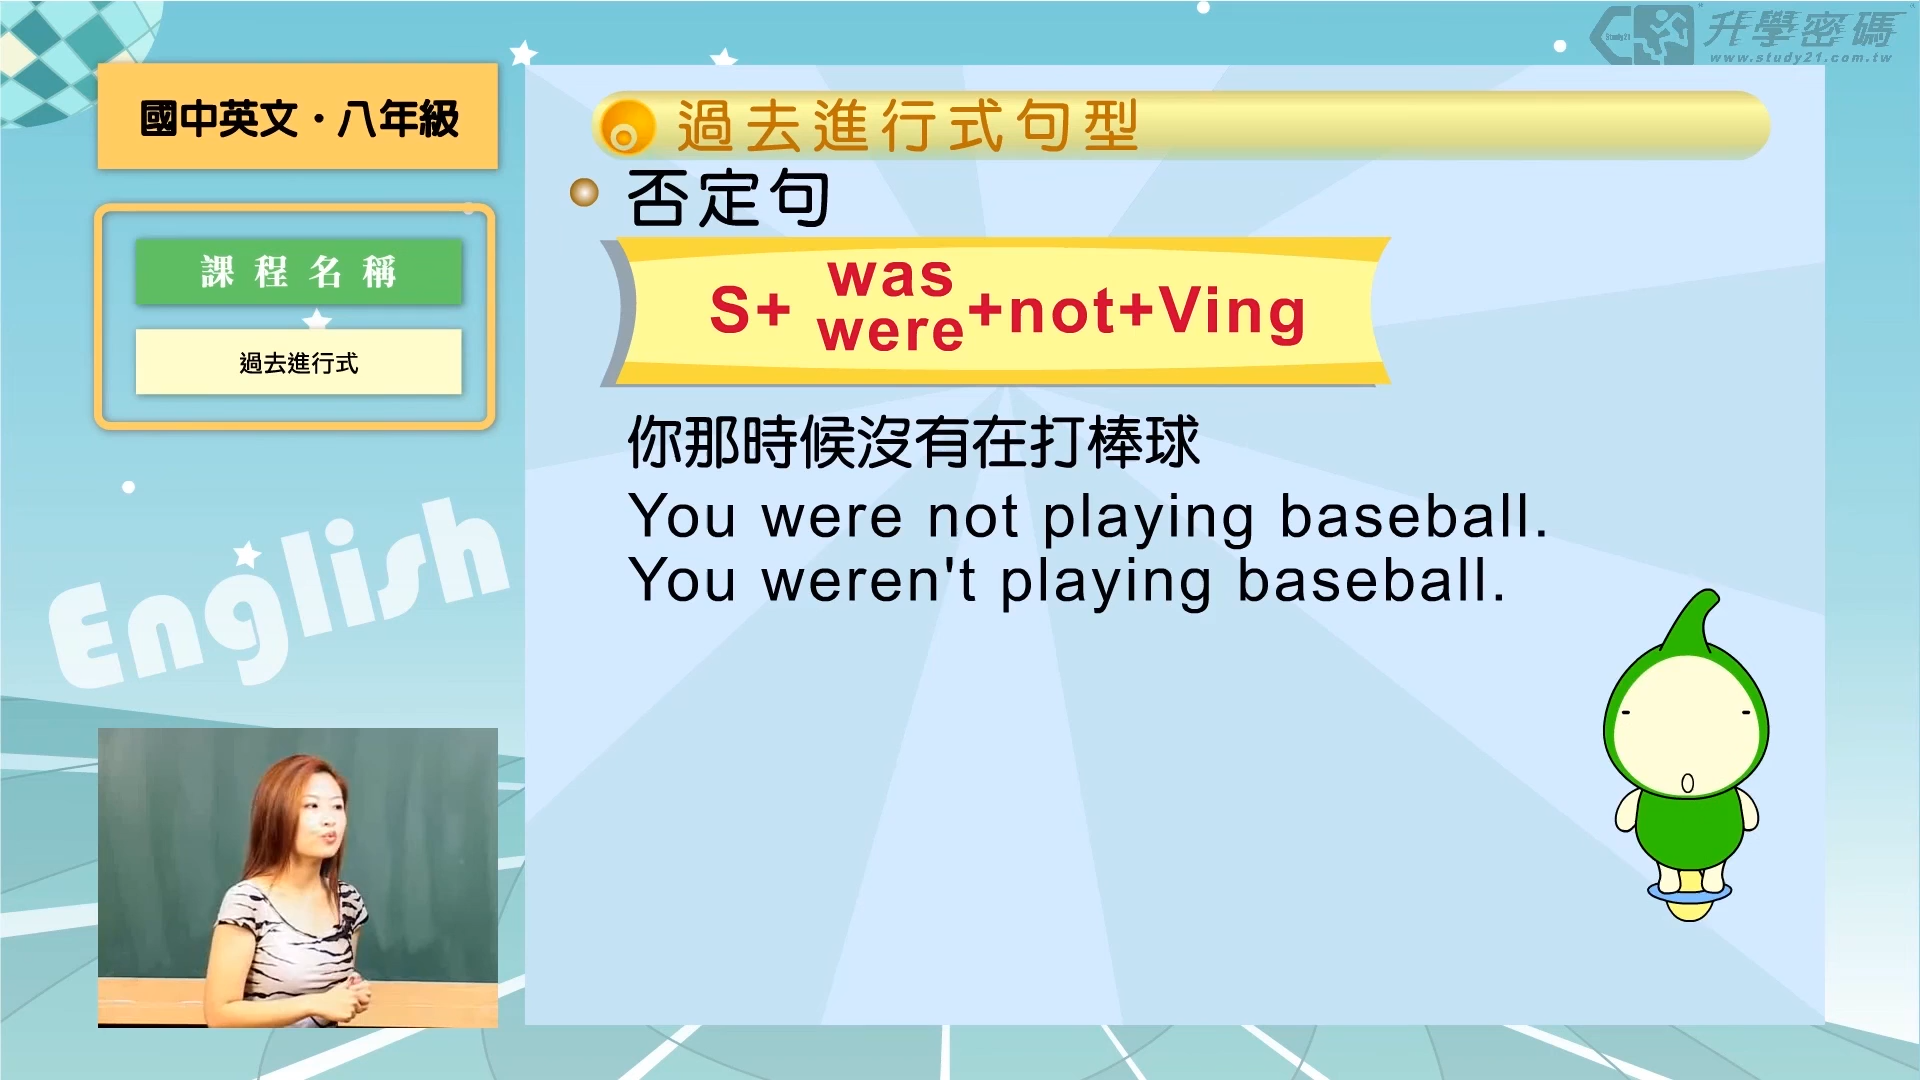 升學密碼
Study21
www.study21.com.tw
國中英文・八年級
課程名稱
過去進行式
English
過去進行式句型
否定句
was
S+ +not+Ving
were
你那時候沒有在打棒球
You were not playing baseball.
You weren't playing baseball.